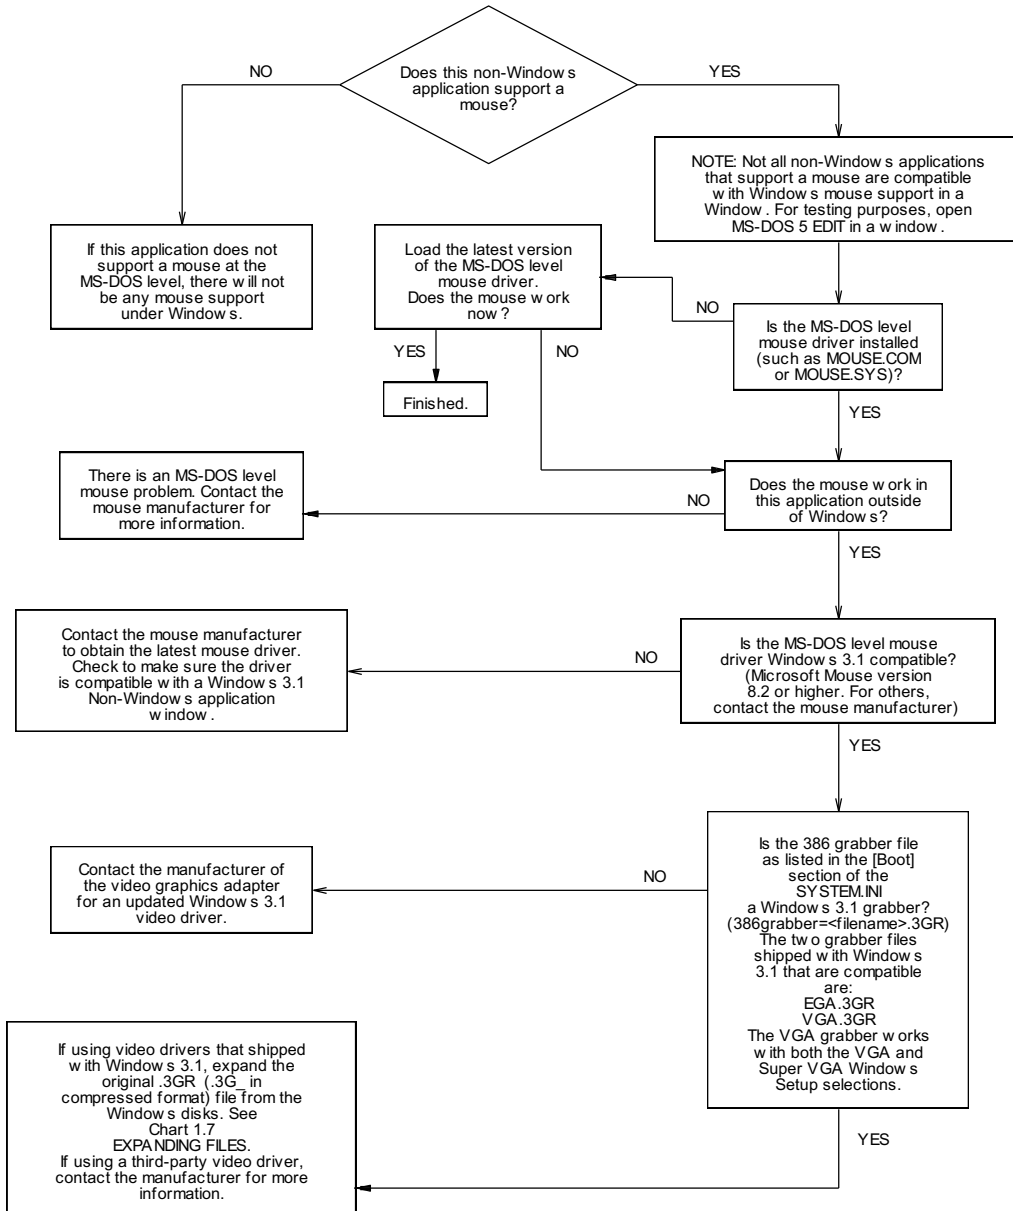 Does this non-Windows
application support a
mouse?
NO
YES
NOTE: Not all non-Windows applications
that support a mouse are compatible
with Windows mouse support in a
Window. For testing purposes, open
MS-DOS 5 EDIT in a window.
If this application does not
support a mouse at the
MS-DOS level, there will not
be any mouse support
under Windows.
Load the latest version
of the MS-DOS level
mouse driver.
Does the mouse work
now?
NO
Is the MS-DOS level
mouse driver installed
(such as MOUSE.COM
or MOUSE.SYS)?
YES
NO
Finished.
YES
There is an MS-DOS level
mouse problem. Contact the
mouse manufacturer for
more information.
NO
Does the mouse work in
this application outside
of Windows?
YES
Contact the mouse manufacturer
to obtain the latest mouse driver.
Check to make sure the driver
is compatible with a Windows 3.1
Non-Windows application
window.
NO
Is the MS-DOS level mouse
driver Windows 3.1 compatible?
(Microsoft Mouse version
8.2 or higher. For others,
contact the mouse manufacturer)
YES
Contact the manufacturer of
the video graphics adapter
for an updated Windows 3.1
video driver.
NO
Is the 386 grabber file
as listed in the [Boot]
section of the
SYSTEM.INI
a Windows 3.1 grabber?
(386grabber=<filename>.3GR)
The two grabber files
shipped with Windows
3.1 that are compatible
are:
EGA.3GR
VGA.3GR
The VGA grabber works
with both the VGA and
Super VGA Windows
Setup selections.
YES
If using video drivers that shipped
with Windows 3.1, expand the
original .3GR (.3G_ in
compressed format) file from the
Windows disks. See
Chart 1.7
EXPANDING FILES.
If using a third-party video driver,
contact the manufacturer for more
information.